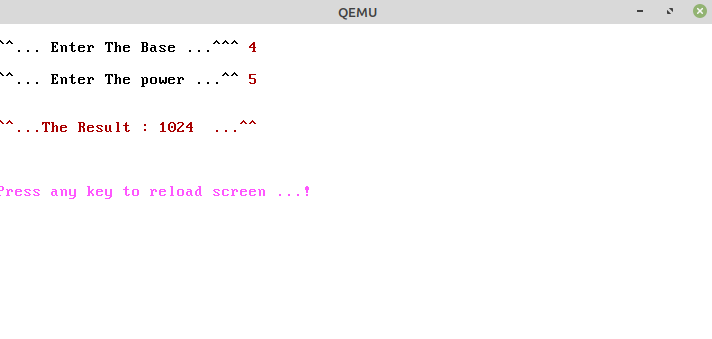 QEMU
^^... Enter The Base ...^^^ 4
^^... Enter The power ...^^ 5
^^...The Result : 1024 ...^^
Press any key to reload screen ...!